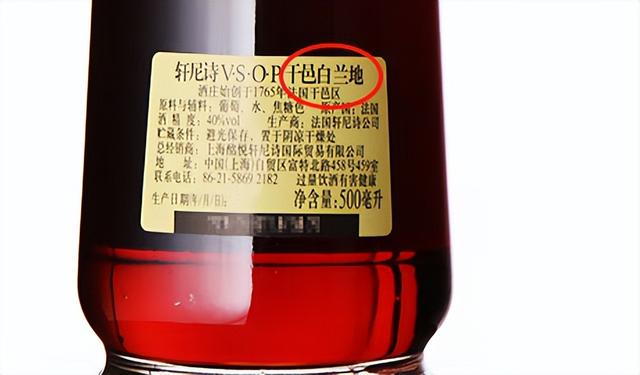 轩尼诗V·S·O·P干邑白兰地
酒庄始创于1765年法国干邑区
原料与辅料：葡萄、水、焦糖色 原产国：法国
酒精度：40%vol 生产商：法国轩尼诗公司
贮藏条件：避光保存、置于阴凉干燥处
总经销商：上海酩悦轩尼诗国际贸易有限公司
地址：中国(上海)自贸区富特北路458号459室
联系电话：86-21-5869 2182 过量饮酒有害健康
生产日期(年/月/日): 净含量:500毫升